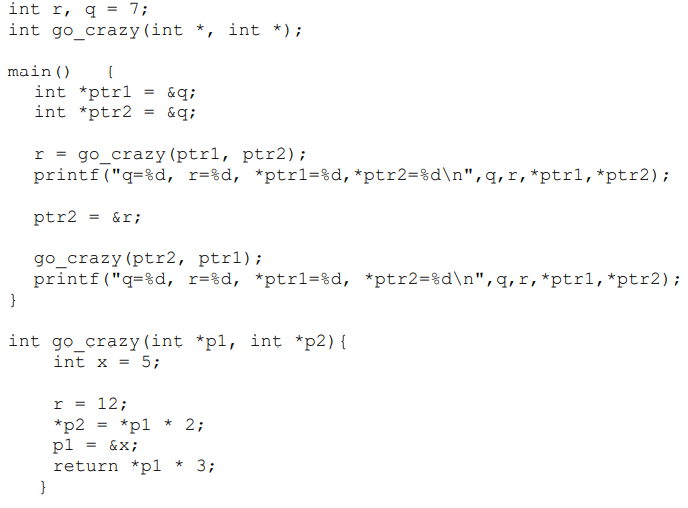 int r, q = 7;
int go_crazy(int *, int *);
main() {
int *ptr1 = &q;
int *ptr2 = &q;
r = go_crazy(ptr1, ptr2);
printf("q=%d, r=%d, *ptr1=%d,*ptr2=%d\n",q,r,*ptr1,*ptr2);
ptr2 = &r;
go_crazy(ptr2, ptr1);
printf("q=%d, r=%d, *ptr1=%d, *ptr2=%d\n",q,r,*ptr1,*ptr2);
}
int go_crazy(int *p1, int *p2){
int x = 5;
r = 12;
*p2 = *p1 * 2;
p1 = &x;
return *p1 * 3;
}